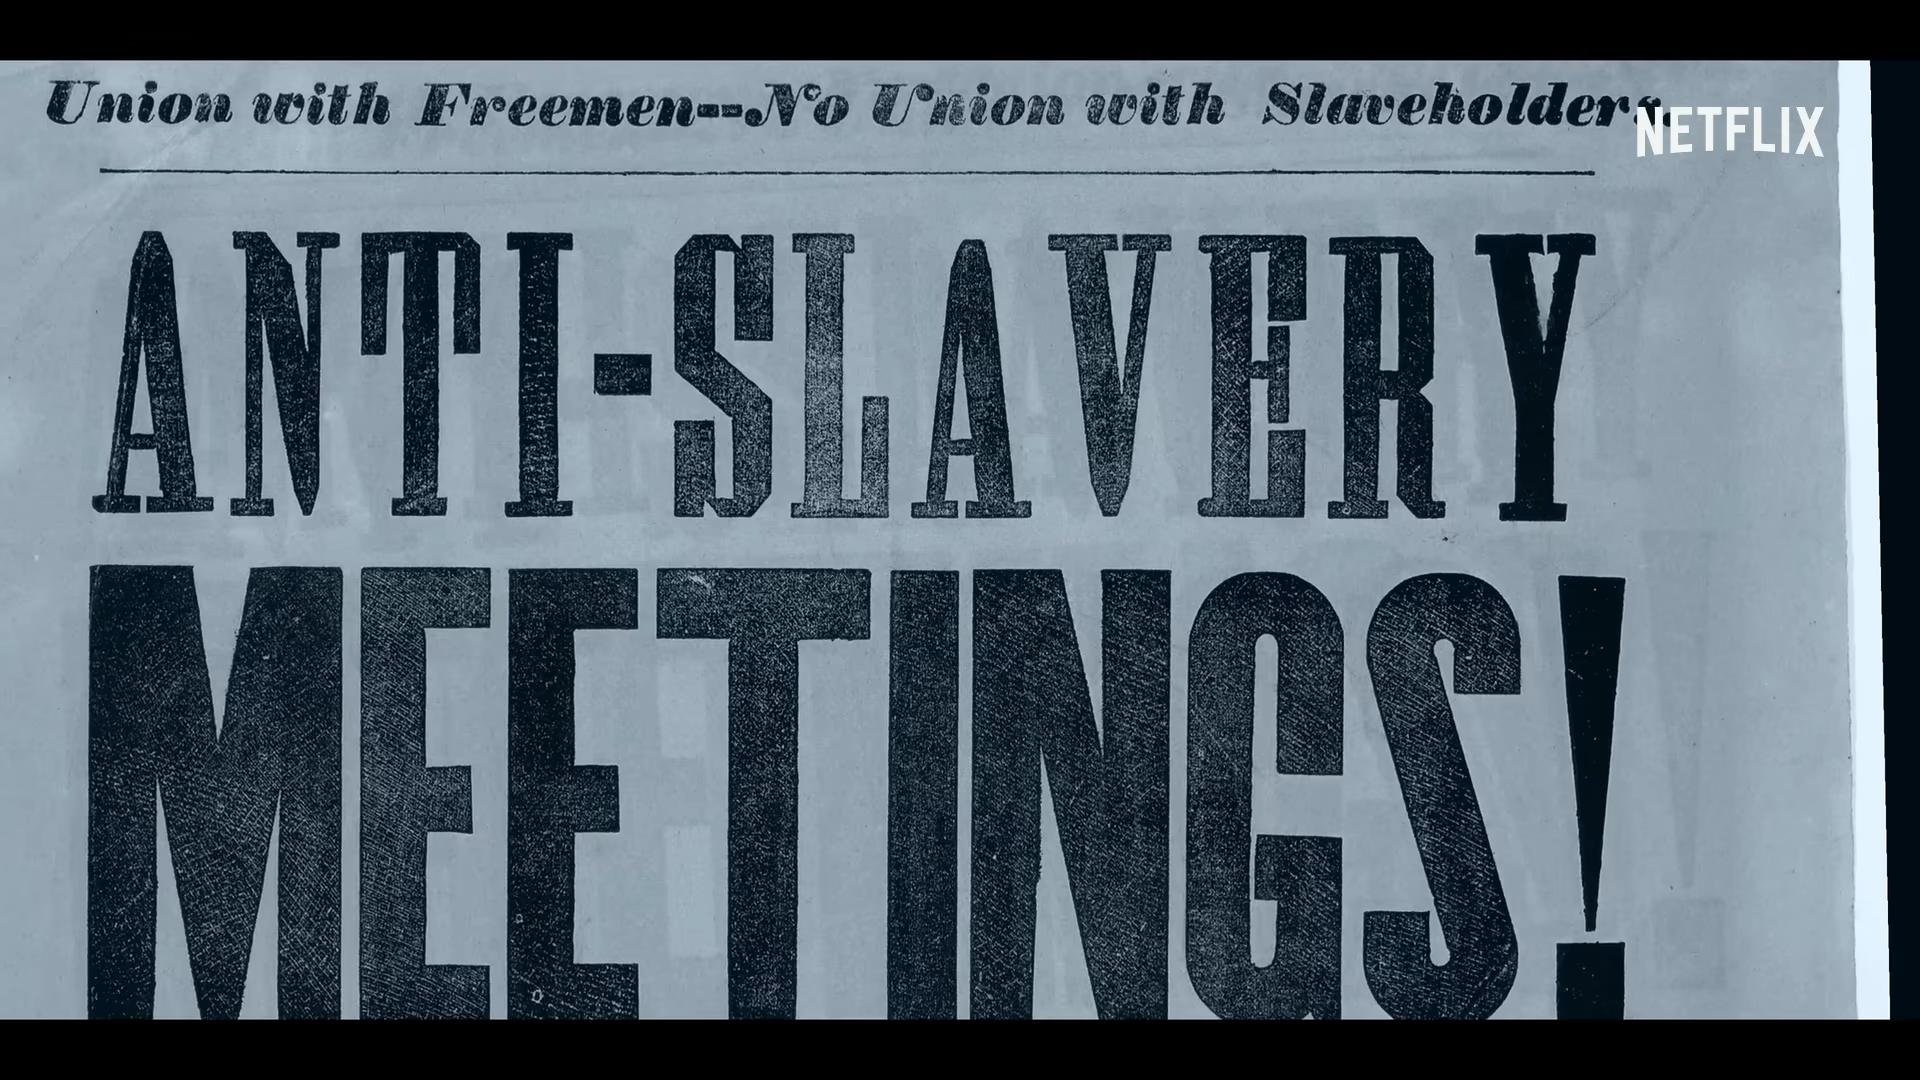 Union with Freemen--No Union with Slaveholders.
NETFLIX
ANTI-SLAVERY
MEETINGS!